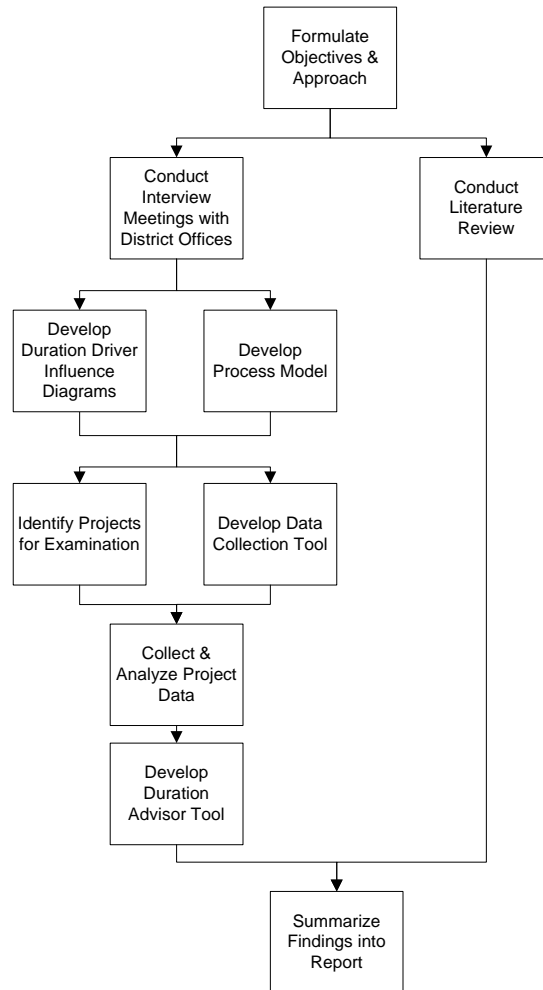 Formulate
Objectives &
Approach
Conduct
Interview
Meetings with
District Offices
Conduct
Literature
Review
Develop
Duration Driver
Influence
Diagrams
Develop
Process Model
Identify Projects
for Examination
Develop Data
Collection Tool
Collect &
Analyze Project
Data
Develop
Duration
Advisor Tool
Summarize
Findings into
Report